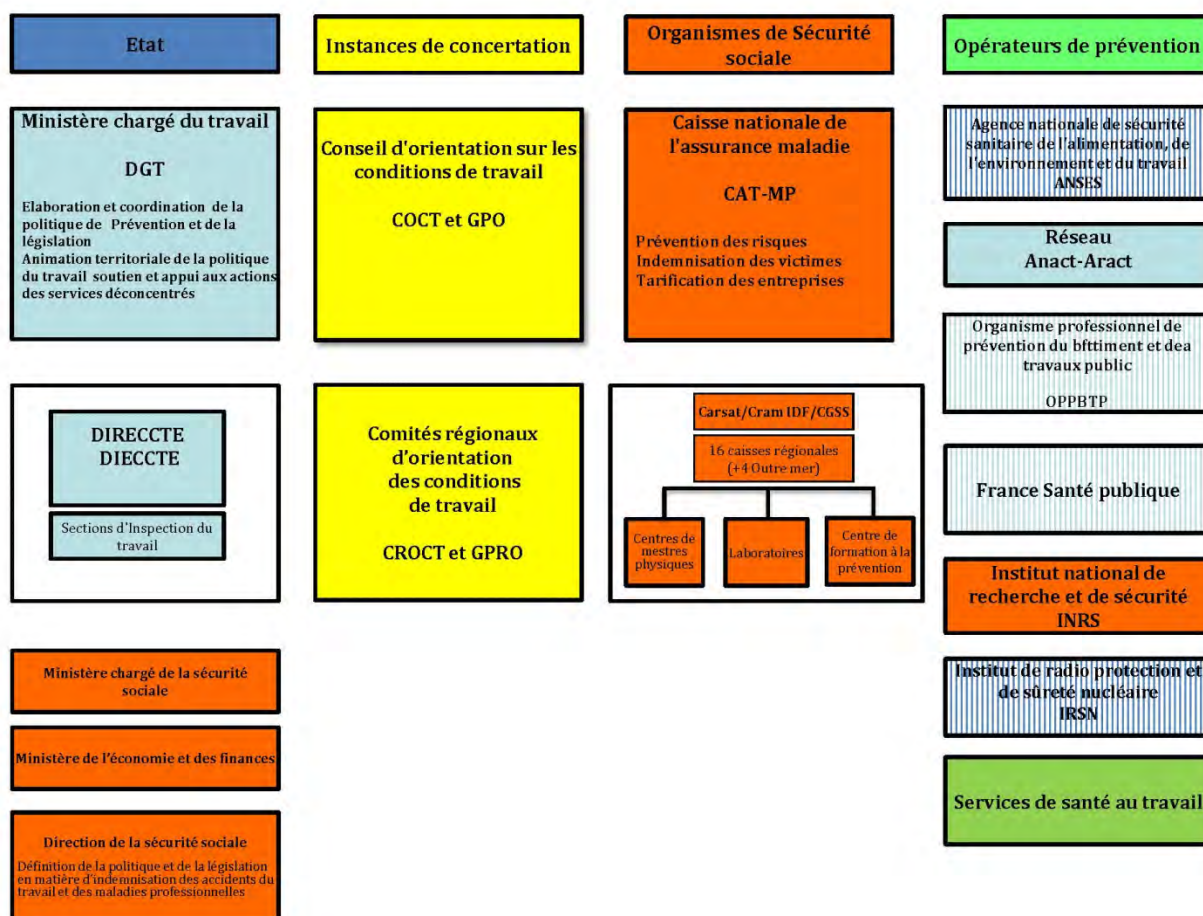 Etat
Instances de concertation
Organismes de Sécurité
sociale
Opérateurs de prévention
Ministère chargé du travail
DGT
Elaboration et coordination de la
politique de Prévention et de la
législation
Animation territoriale de la politique
du travail soutien et appui aux actions
des services déconcentrés
Conseil d'orientation sur les
conditions de travail
COCT et GPO
Caisse nationale de
l'assurance maladie
CAT-MP
Prévention des risques
Indemnisation des victimes
Tarification des entreprises
Agence nationale de sécurité
sanitaire de l'alimentation, de
l'environnement et du travail
ANSES
Réseau
Anact-Aract
Organisme professionnel de
prévention du bfttiment et dea
travaux public
OPPBTP
DIRECCTE
DIECCTE
Sections d'Inspection du
travail
Comités régionaux
d'orientation
des conditions
de travail
CROCT et GPRO
Carsat/Cram IDF/CGSS
16 caisses régionales
(+4 Outre mer)
Centres de
mestres
physiques
Laboratoires
Centre de
formation à la
prévention
France Santé publique
Institut national de
recherche et de sécurité
INRS
Ministère chargé de la sécurité
sociale
Ministère de l'économie et des finances
Direction de la sécurité sociale
Définition de la politique et de la législation
en matière d'indemnisation des accidents du
travail et des maladies professionnelles
Institut de radio protection et
de sûreté nucléaire
IRSN
Services de santé au travail